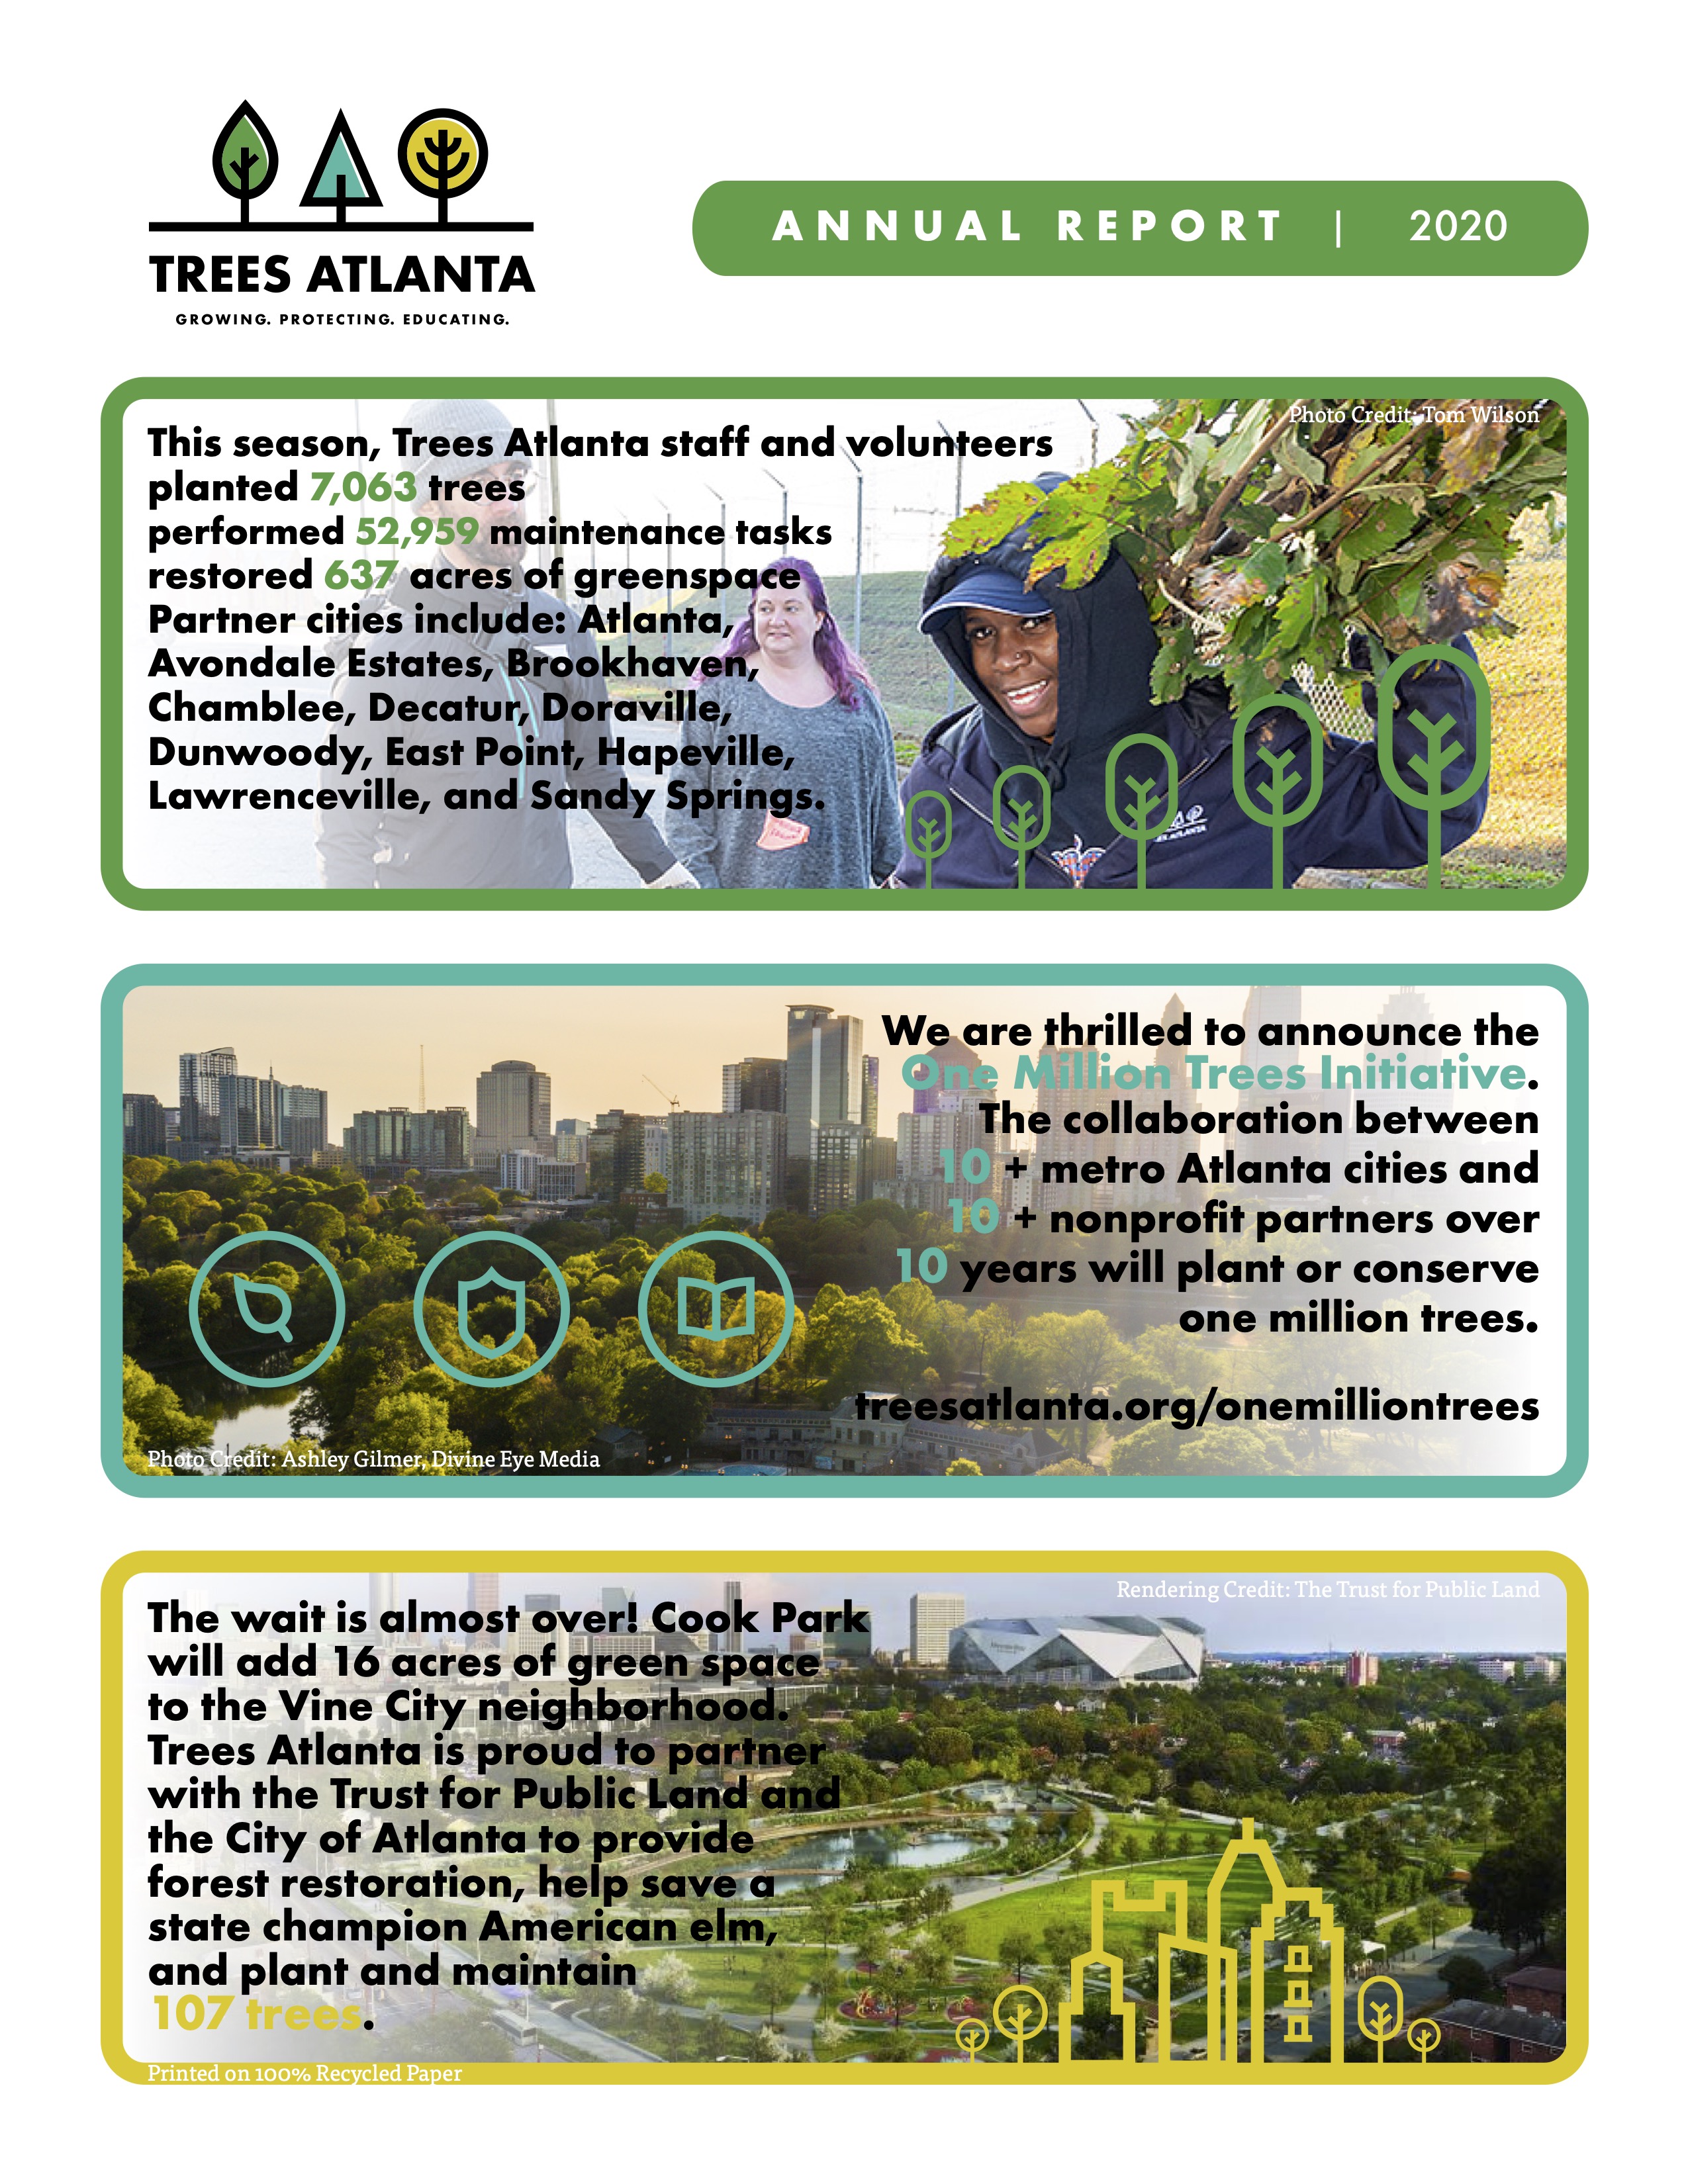 TREES ATLANTA
GROWING. PROTECTING. EDUCATING.
ANNUAL REPORT | 2020
Photo Credit: Tom Wilson
This season, Trees Atlanta staff and volunteers
planted 7,063 trees
performed 52,959 maintenance tasks
restored 637 acres of greenspace
Partner cities include: Atlanta,
Avondale Estates, Brookhaven,
Chamblee, Decatur, Doraville,
Dunwoody, East Point, Hapeville,
Lawrenceville, and Sandy Springs.
We are thrilled to announce the
One Million Trees Initiative.
The collaboration between
10 + metro Atlanta cities and
10 + nonprofit partners over
10 years will plant or conserve
one million trees.
treesatlanta.org/onemilliontrees
Photo Credit: Ashley Gilmer, Divine Eye Media
Rendering Credit: The Trust for Public Land
The wait is almost over! Cook Park
will add 16 acres of green space
to the Vine City neighborhood.
Trees Atlanta is proud to partner
with the Trust for Public Land and
the City of Atlanta to provide
forest restoration, help save a
state champion American elm,
and plant and maintain
107 trees.
Printed on 100% Recycled Paper